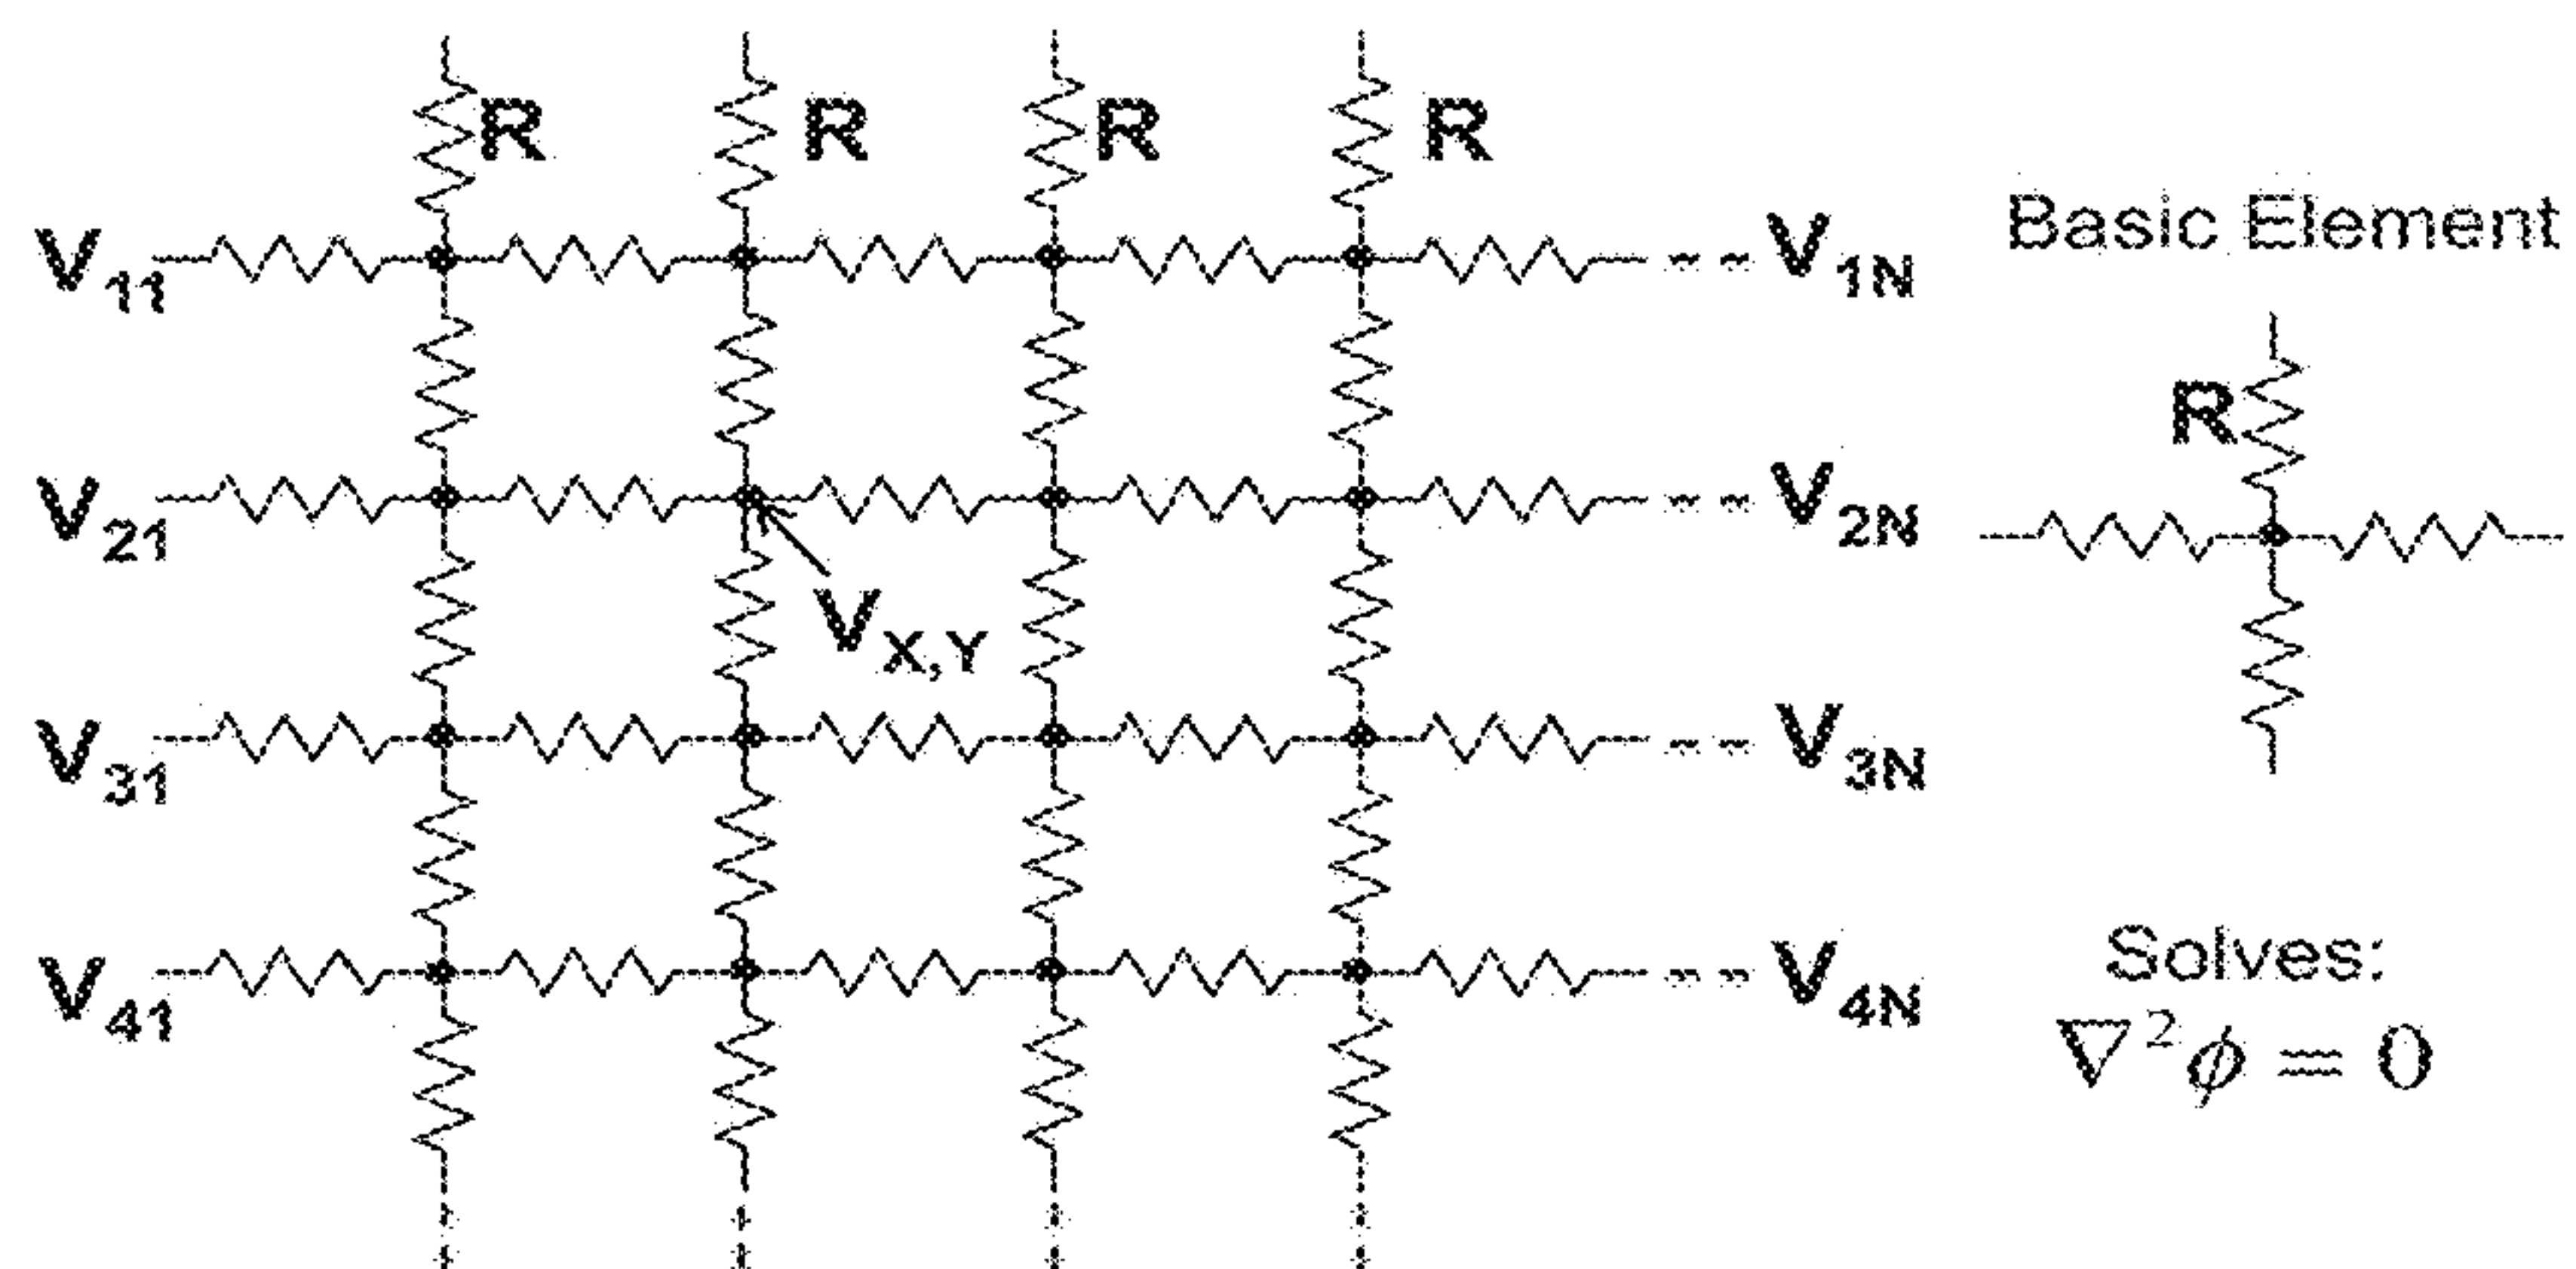 R R R R
V11 V1N
Basic Element
V21 V2N
R
VX,Y
V31 V3N
V41 V4N
Solves:
∇²ϕ = 0